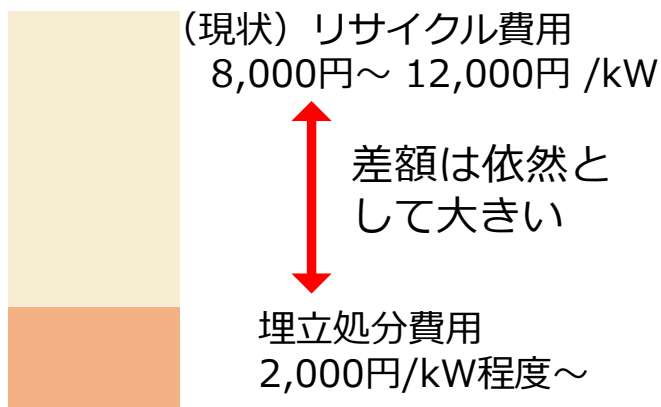 （現状）リサイクル費用
8,000円～ 12,000円 /kW
差額は依然と
して大きい
埋立処分費用
2,000円/kW程度～